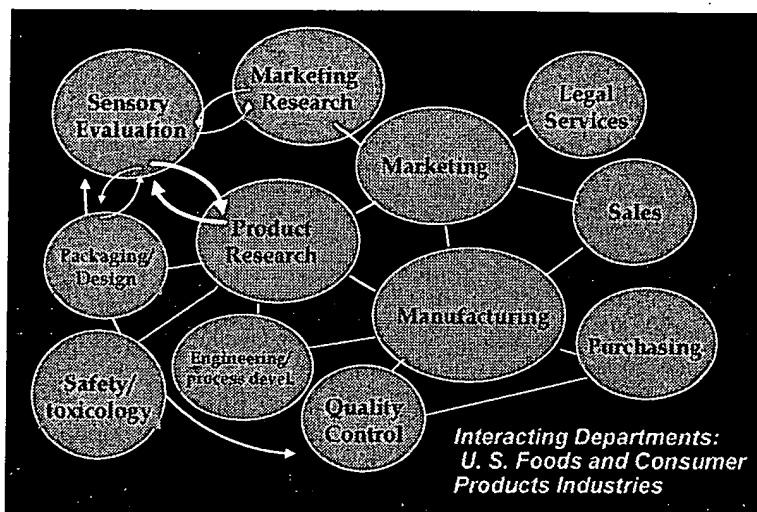 Sensory
Evaluation
Marketing
Research
Legal
Services
Marketing
Sales
Product
Research
Packaging/
Design
Manufacturing
Purchasing
Engineering/
process devel.
Safety/
toxicology
Quality
Control
Interacting Departments:
U. S. Foods and Consumer
Products Industries